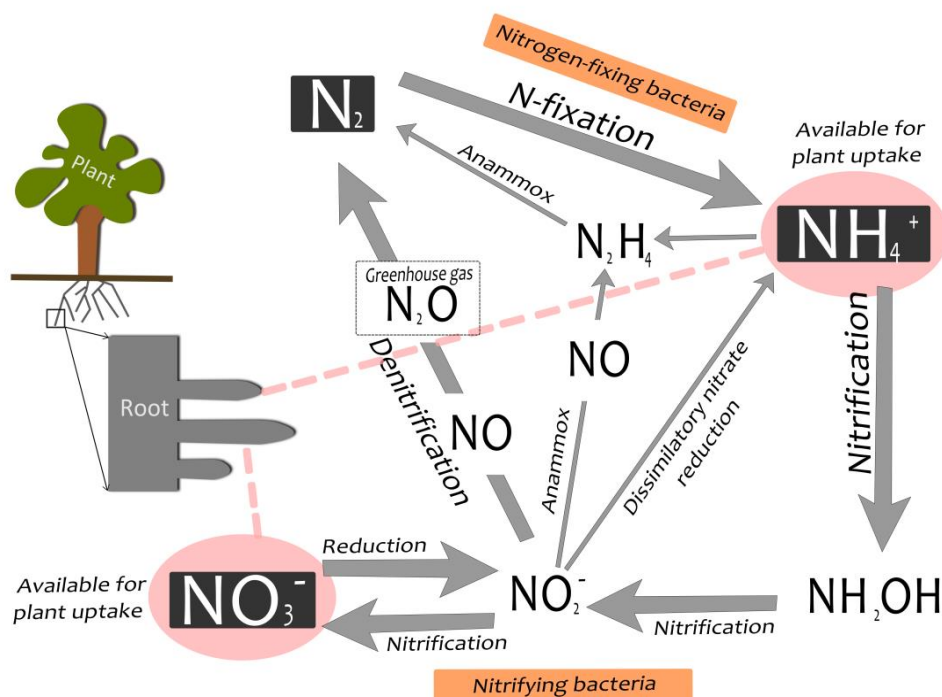 Nitrogen-fixing bacteria
N₂
N-fixation
Available for
plant uptake
NH₄⁺
Plant
Anammox
N₂H₄
Greenhouse gas
N₂O
Denitrification
NO
NO
Anammox
Dissimilatory nitrate
reduction
Nitrification
Root
Available for
plant uptake
NO₃⁻
Reduction
Nitrification
NO₂⁻
Nitrification
NH₂OH
Nitrifying bacteria